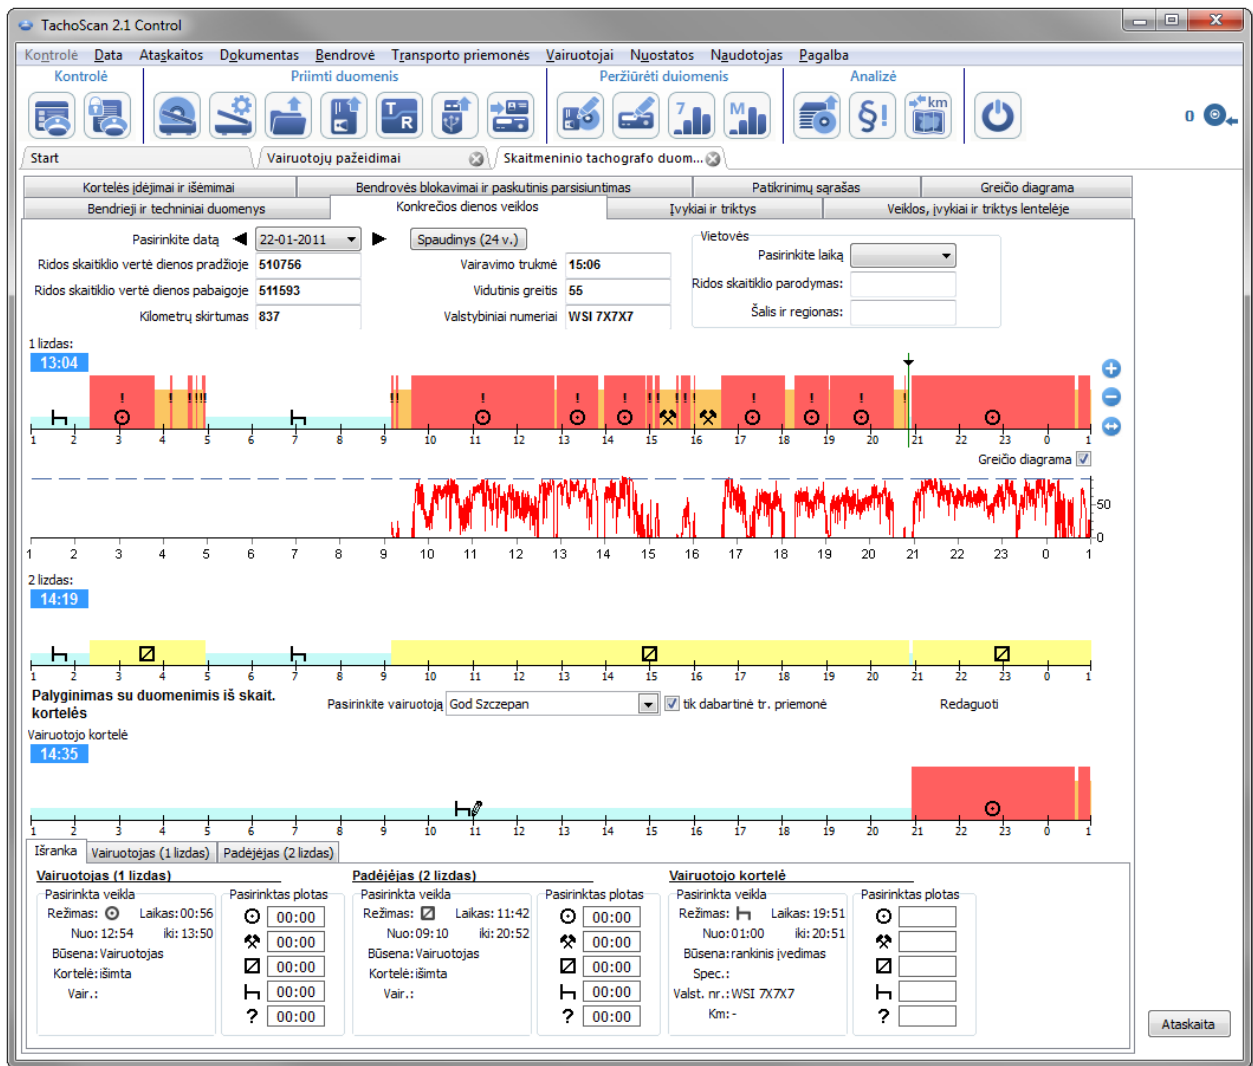 TachoScan 2.1 Control
Kontrolė Data Ataskaitos Dokumentas Bendrovė Transporto priemonės Vairuotojai Nuostatos Naudotojas Pagalba
Kontrolė Priimti duomenis Peržiūrėti duiomenis Analizė
T R 7 M §! km 0
Start Vairuotojų pažeidimai Skaitmeninio tachografo duom...
Kortelės įdėjimai ir išėmimai Bendrovės blokavimai ir paskutinis parsisiuntimas Patikrinimų sąrašas Greičio diagrama
Bendrieji ir techniniai duomenys Konkrečios dienos veiklos Įvykiai ir triktys Veiklos, įvykiai ir triktys lentelėje
Pasirinkite datą 22-01-2011 Spaudinys (24 v.) Vietovės
Pasirinkite laiką
Ridos skaitiklio vertė dienos pradžioje 510756 Vairavimo trukmė 15:06
Ridos skaitiklio parodymas:
Ridos skaitiklio vertė dienos pabaigoje 511593 Vidutinis greitis 55
Kilometrų skirtumas 837 Valstybiniai numeriai WSI 7X7X7 Šalis ir regionas:
1 lizdas:
13:04
1 2 3 4 5 6 7 8 9 10 11 12 13 14 15 16 17 18 19 20 21 22 23 0 1
Greičio diagrama
50
0
1 2 3 4 5 6 7 8 9 10 11 12 13 14 15 16 17 18 19 20 21 22 23 0 1
2 lizdas:
14:19
1 2 3 4 5 6 7 8 9 10 11 12 13 14 15 16 17 18 19 20 21 22 23 0 1
Palyginimas su duomenimis iš skait.
kortelės
Pasirinkite vairuotoją God Szczepan tik dabartinė tr. priemonė Redaguoti
Vairuotojo kortelė
14:35
1 2 3 4 5 6 7 8 9 10 11 12 13 14 15 16 17 18 19 20 21 22 23 0 1
Išranka Vairuotojas (1 lizdas) Padėjėjas (2 lizdas)
Vairuotojas (1 lizdas) Padėjėjas (2 lizdas) Vairuotojo kortelė
Pasirinkta veikla Pasirinktas plotas Pasirinkta veikla Pasirinktas plotas Pasirinkta veikla Pasirinktas plotas
Režimas: Laikas: 00:56 00:00 Režimas: Laikas: 11:42 00:00 Režimas: Laikas: 19:51
Nuo: 12:54 iki: 13:50 00:00 Nuo: 09:10 iki: 20:52 00:00 Nuo: 01:00 iki: 20:51
Būsena: Vairuotojas 00:00 Būsena: Vairuotojas 00:00 Būsena: rankinis įvedimas
Kortelė: išimta 00:00 Kortelė: išimta 00:00 Spec.:
Vair.: 00:00 Vair.: 00:00 Valst. nr.: WSI 7X7X7
? ? Km: - ?
Ataskaita